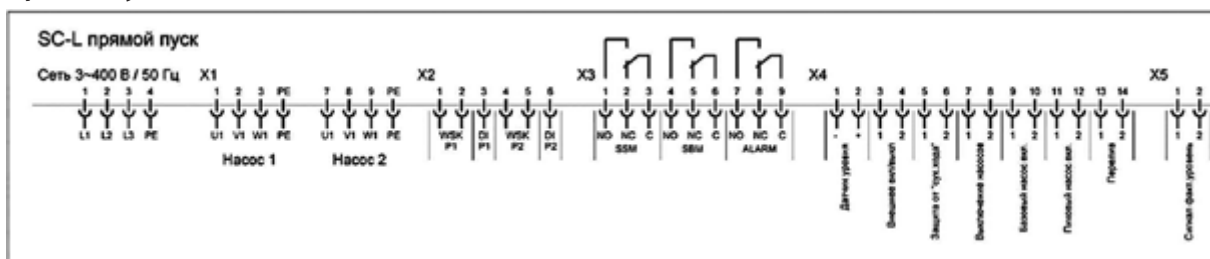 SC-L прямой пуск
Сеть 3~400 В / 50 Гц X1 X2 X3 X4 X5
1 2 3 4 1 2 3 PE 7 8 9 PE 1 2 3 4 5 6 1 2 3 4 5 6 7 8 9 1 2 3 4 5 6 7 8 9 10 11 12 13 14 1 2
L1 L2 L3 PE U1 V1 W1 PE U1 V1 W1 PE WSK DI WSK DI NO NC C NO NC C NO NC C - + 1 2 1 2 1 2 1 2 1 2 1 2 1 2
P1 P1 P2 P2 SSM SBM ALARM
Насос 1 Насос 2
Датчик уровня
Внешнее вкл/выкл
Защита от "сух.хода"
Выключение насосов
Базовый насос вкл.
Пиковый насос вкл.
Перелив
Сигнал факт.уровень